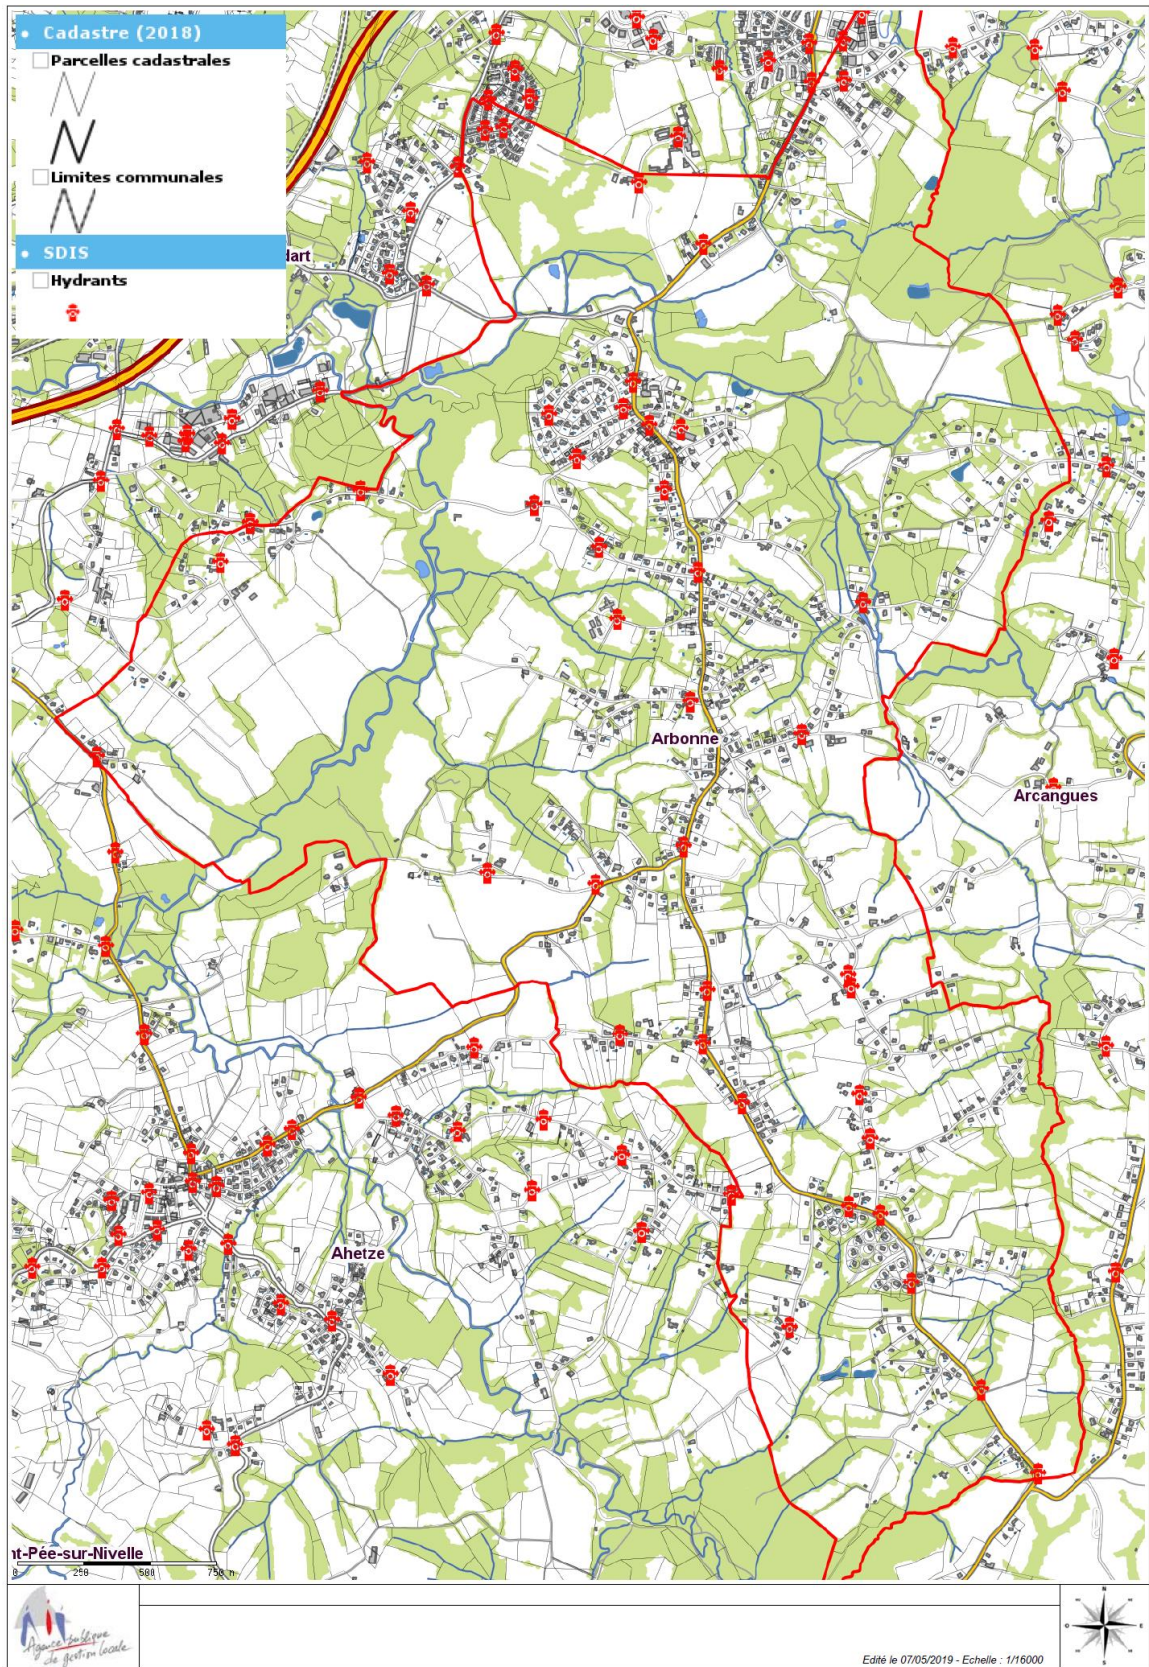 Cadastre (2018)
Parcelles cadastrales
Limites communales
SDIS
dart
Hydrants
Arbonne
Arcangues
Ahetze
nt-Pée-sur-Nivelle
0 250 500 750 m
Agence publique
de gestion locale
N
O E
S
Edité le 07/05/2019 - Echelle : 1/16000